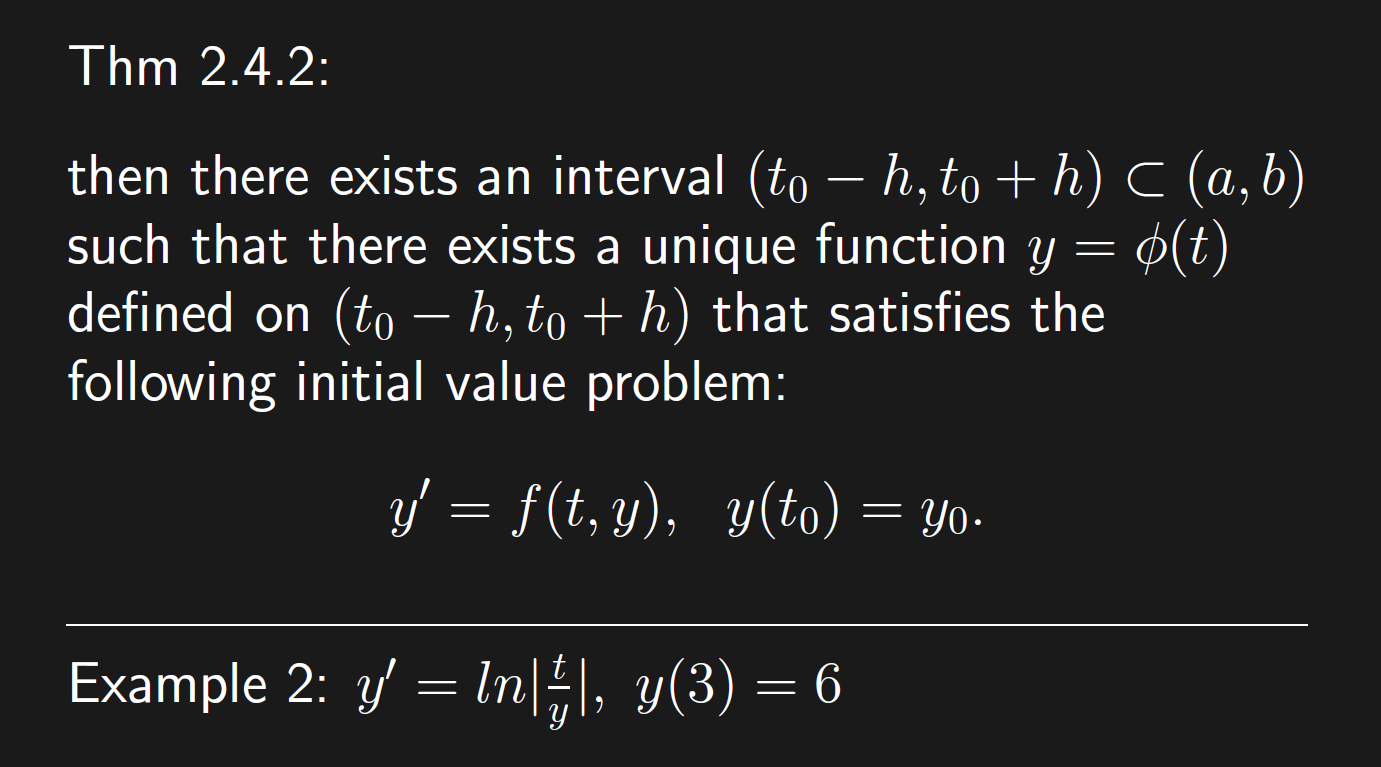 Thm 2.4.2:
then there exists an interval (t₀ − h, t₀ + h) ⊂ (a, b)
such that there exists a unique function y = ϕ(t)
defined on (t₀ − h, t₀ + h) that satisfies the
following initial value problem:
y′ = f(t, y), y(t₀) = y₀.
Example 2: y′ = ln|t/y|, y(3) = 6